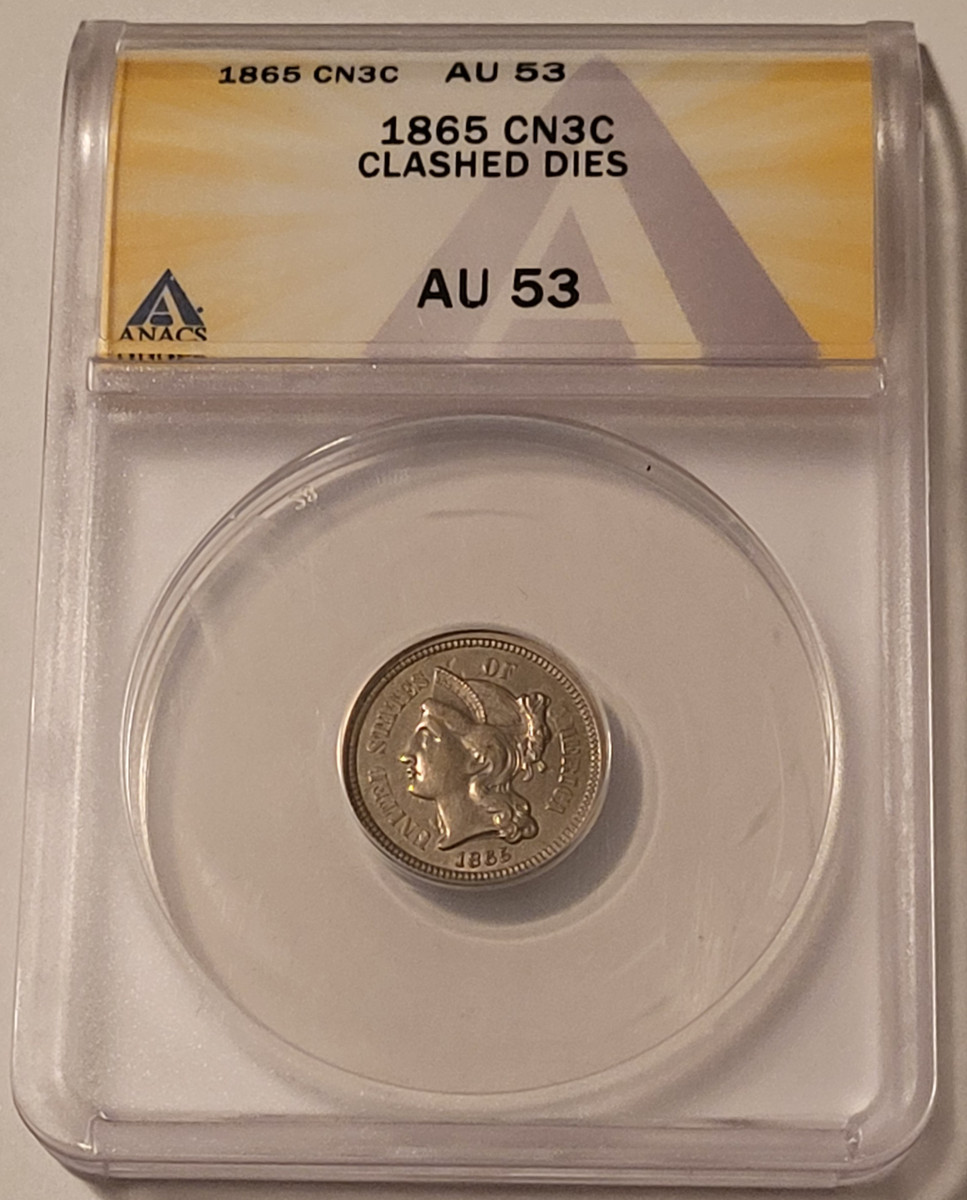 1865 CN3C AU 53
1865 CN3C
CLASHED DIES
AU 53
A
ANACS
UNITED STATES OF AMERICA
1865